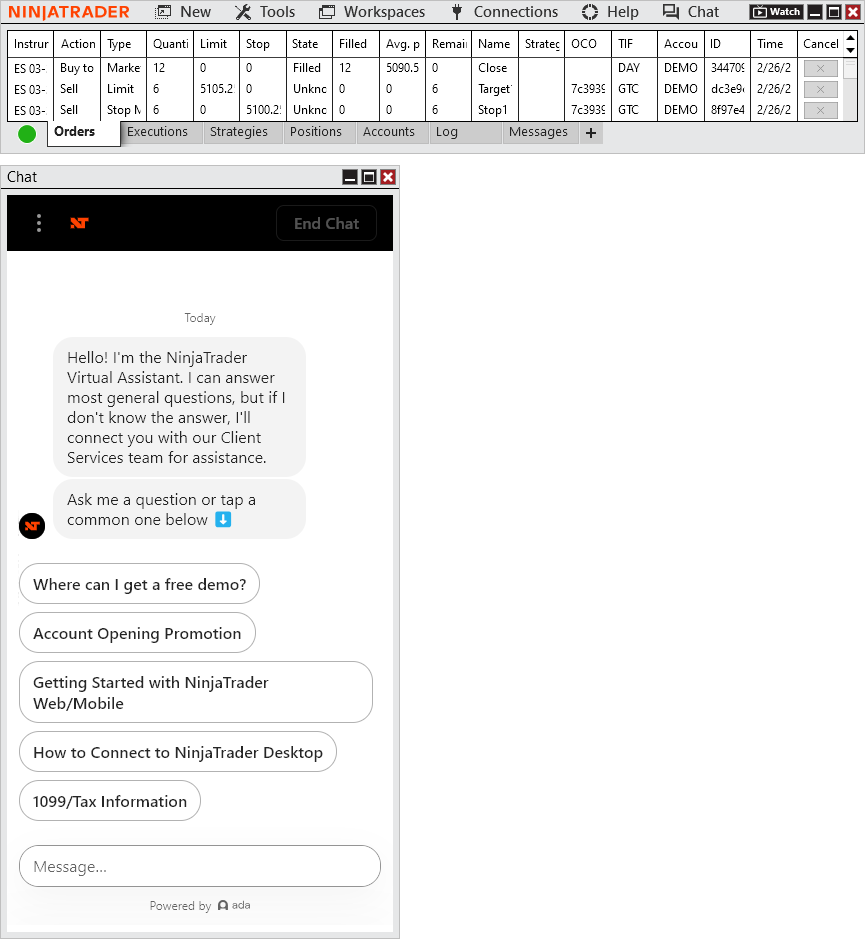 NINJATRADER New Tools Workspaces Connections Help Chat Watch
Instrur Action Type Quanti Limit Stop State Filled Avg. p Remai Name Strateg OCO TIF Accou ID Time Cancel
ES 03- Buy to Marke 12 0 0 Filled 12 5090.5 0 Close DAY DEMO 344709 2/26/2
ES 03- Sell Limit 6 5105.2 0 Unknc 0 0 6 Target 7c3939 GTC DEMO dc3e9 2/26/2
ES 03- Sell Stop M 6 0 5100.2 Unknc 0 0 6 Stop1 7c3939 GTC DEMO 8f97e4 2/26/2
Orders Executions Strategies Positions Accounts Log Messages +
Chat
End Chat
Today
Hello! I'm the NinjaTrader
Virtual Assistant. I can answer
most general questions, but if I
don't know the answer, I'll
connect you with our Client
Services team for assistance.
Ask me a question or tap a
common one below ⬇️
Where can I get a free demo?
Account Opening Promotion
Getting Started with NinjaTrader
Web/Mobile
How to Connect to NinjaTrader Desktop
1099/Tax Information
Message...
Powered by ada